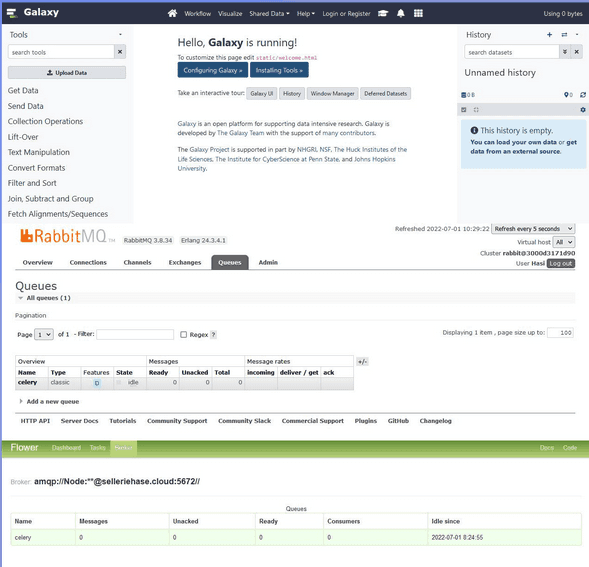 Galaxy Workflow Visualize Shared Data Help Login or Register Using 0 bytes
Tools
search tools
Upload Data
Get Data
Send Data
Collection Operations
Lift-Over
Text Manipulation
Convert Formats
Filter and Sort
Join, Subtract and Group
Fetch Alignments/Sequences
Hello, Galaxy is running!
To customize this page edit static/welcome.html
Configuring Galaxy » Installing Tools »
Take an interactive tour: Galaxy UI History Window Manager Deferred Datasets
Galaxy is an open platform for supporting data intensive research. Galaxy is
developed by The Galaxy Team with the support of many contributors.
The Galaxy Project is supported in part by NHGRI, NSF, The Huck Institutes of
the Life Sciences, The Institute for CyberScience at Penn State, and Johns Hopkins
University.
History
search datasets
Unnamed history
0 B 0
This history is empty.
You can load your own data or get
data from an external source.
Refreshed 2022-07-01 10:29:22 Refresh every 5 seconds
RabbitMQ TM RabbitMQ 3.8.34 Erlang 24.3.4.1
Virtual host All
Cluster rabbit@3000d3171d90
User Hasi Log out
Overview Connections Channels Exchanges Queues Admin
Queues
All queues (1)
Pagination
Page 1 of 1 - Filter: Regex ?
Displaying 1 item , page size up to: 100
Overview Messages Message rates +/-
Name Type Features State Ready Unacked Total incoming deliver / get ack
celery classic D idle 0 0 0
Add a new queue
HTTP API Server Docs Tutorials Community Support Community Slack Commercial Support Plugins GitHub Changelog
Flower Dashboard Tasks Broker Docs Code
Broker: amqp://Node:**@selleriehase.cloud:5672//
Queues
Name Messages Unacked Ready Consumers Idle since
celery 0 0 0 0 2022-07-01 8:24:55